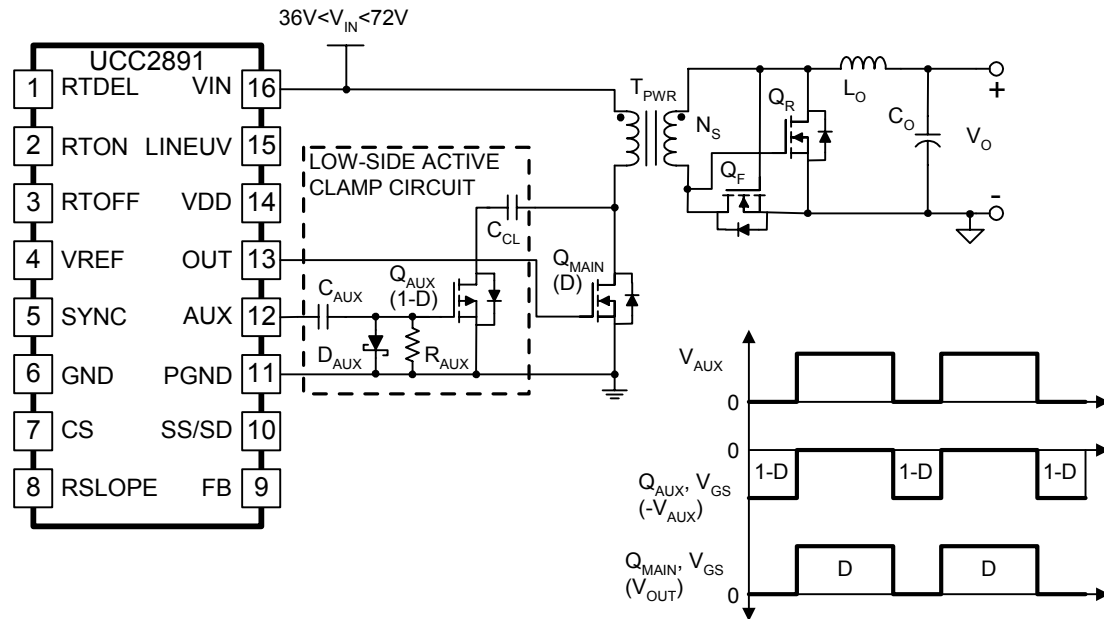 36V<V_IN<72V
UCC2891
1 RTDEL VIN 16
2 RTON LINEUV 15
3 RTOFF VDD 14
4 VREF OUT 13
5 SYNC AUX 12
6 GND PGND 11
7 CS SS/SD 10
8 RSLOPE FB 9
LOW-SIDE ACTIVE
CLAMP CIRCUIT
C_CL
Q_AUX
(1-D)
C_AUX
D_AUX
R_AUX
Q_MAIN
(D)
T_PWR
N_S
Q_R
Q_F
L_O
C_O
+
V_O
-
V_AUX
0
0
1-D 1-D 1-D
Q_AUX, V_GS
(-V_AUX)
Q_MAIN, V_GS
(V_OUT)
D D
0